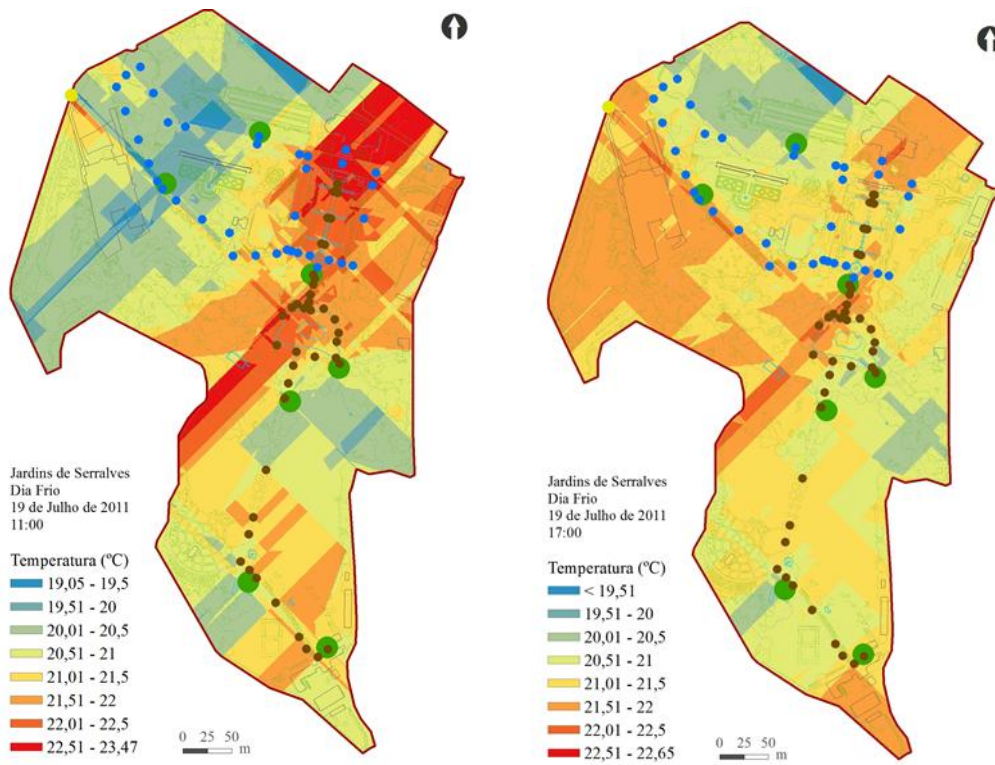 Jardins de Serralves
Dia Frio
19 de Julho de 2011
11:00
Temperatura (ºC)
19,05 - 19,5
19,51 - 20
20,01 - 20,5
20,51 - 21
21,01 - 21,5
21,51 - 22
22,01 - 22,5
22,51 - 23,47
0 25 50
m
Jardins de Serralves
Dia Frio
19 de Julho de 2011
17:00
Temperatura (ºC)
< 19,51
19,51 - 20
20,01 - 20,5
20,51 - 21
21,01 - 21,5
21,51 - 22
22,01 - 22,5
22,51 - 22,65
0 25 50
m